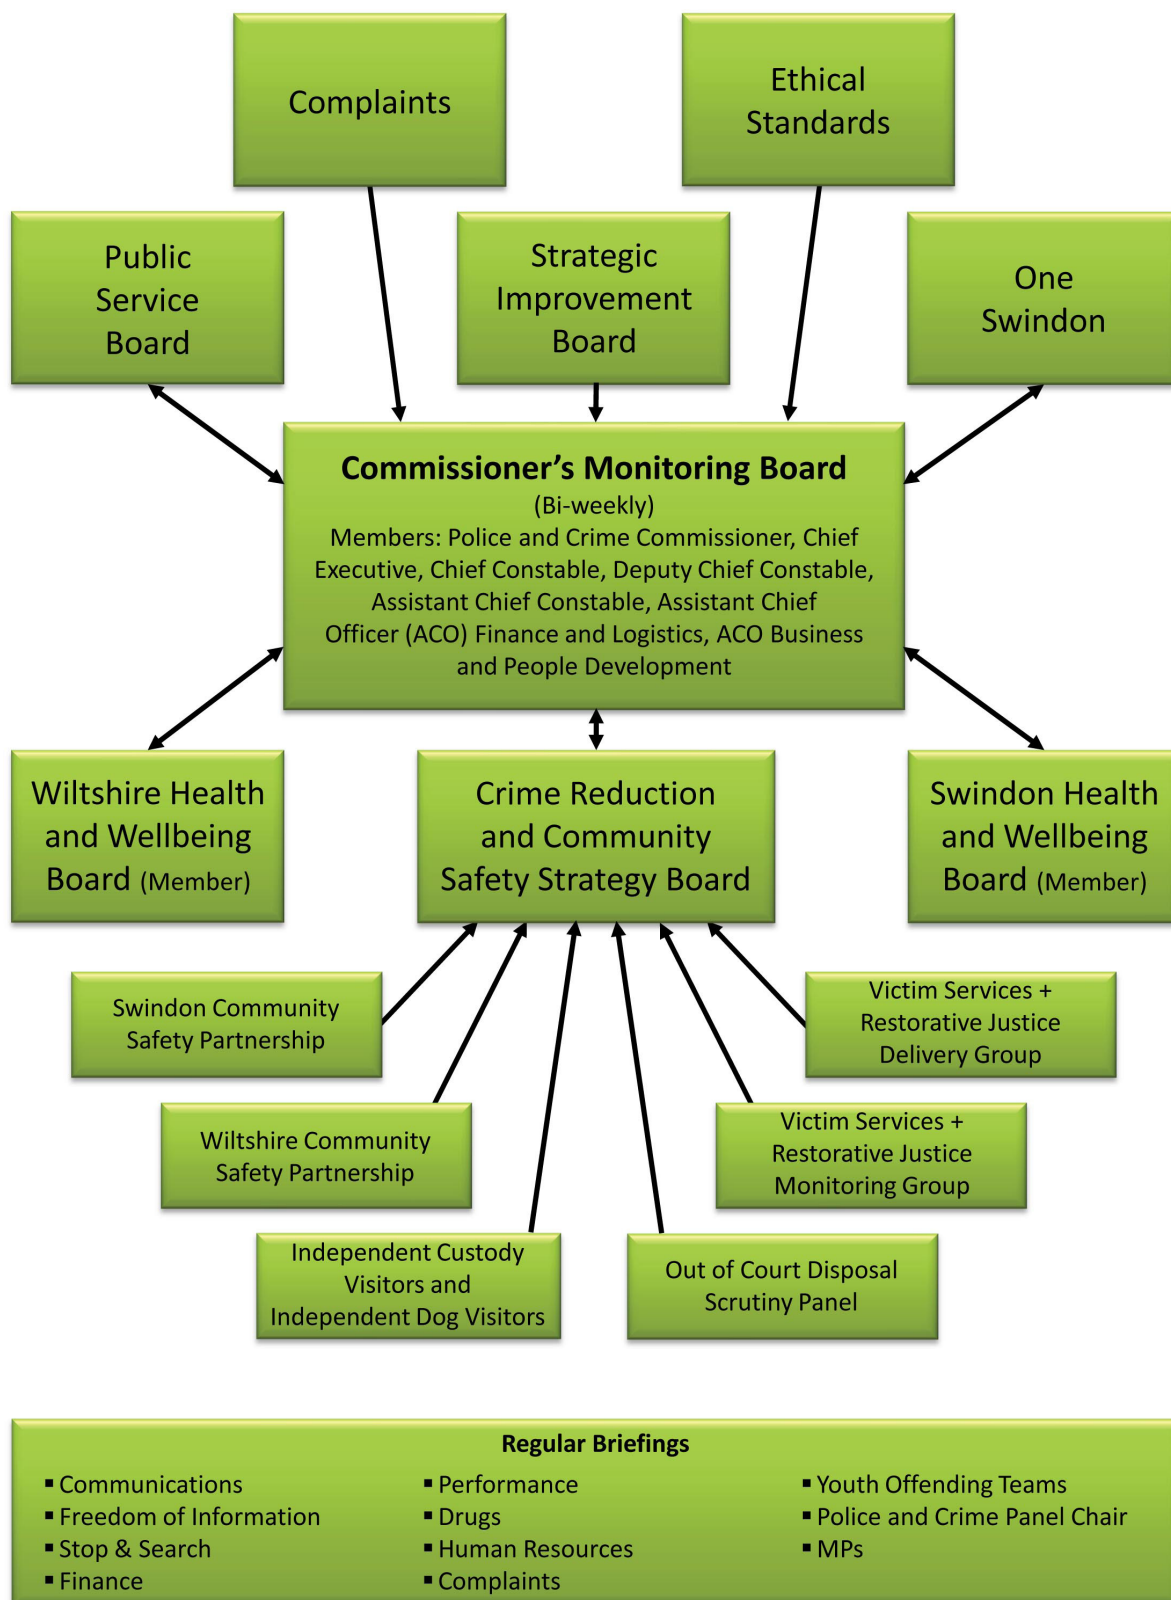 Complaints
Ethical
Standards
Public
Service
Board
Strategic
Improvement
Board
One
Swindon
Commissioner’s Monitoring Board
(Bi-weekly)
Members: Police and Crime Commissioner, Chief
Executive, Chief Constable, Deputy Chief Constable,
Assistant Chief Constable, Assistant Chief
Officer (ACO) Finance and Logistics, ACO Business
and People Development
Wiltshire Health
and Wellbeing
Board (Member)
Crime Reduction
and Community
Safety Strategy Board
Swindon Health
and Wellbeing
Board (Member)
Swindon Community
Safety Partnership
Victim Services +
Restorative Justice
Delivery Group
Wiltshire Community
Safety Partnership
Victim Services +
Restorative Justice
Monitoring Group
Independent Custody
Visitors and
Independent Dog Visitors
Out of Court Disposal
Scrutiny Panel
Regular Briefings
▪ Communications
▪ Freedom of Information
▪ Stop & Search
▪ Finance
▪ Performance
▪ Drugs
▪ Human Resources
▪ Complaints
▪ Youth Offending Teams
▪ Police and Crime Panel Chair
▪ MPs